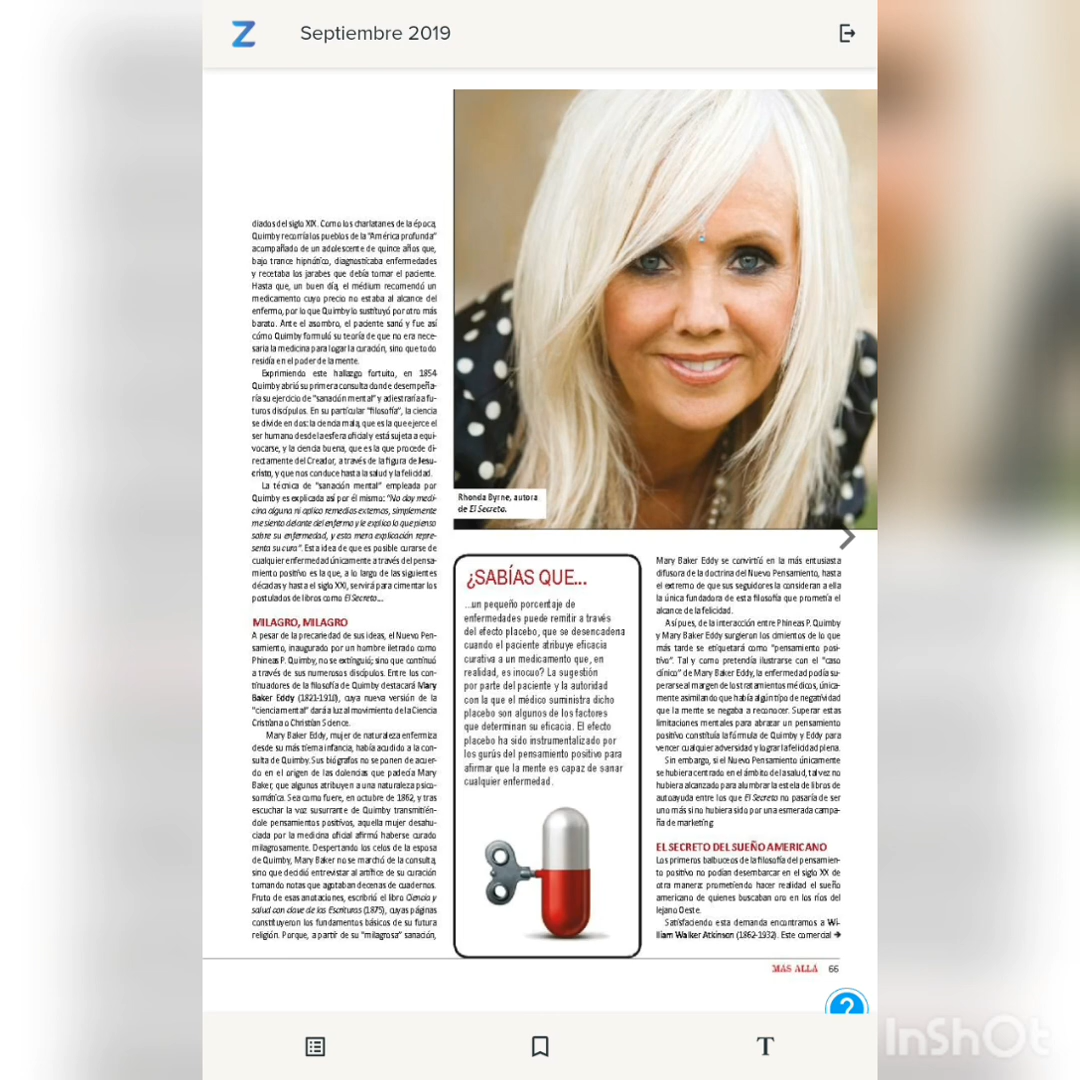 Z
Septiembre 2019
diados del siglo XIX. Como los charlatanes de la época,
Quimby recorría los pueblos de la "América profunda"
acompañado de un adolescente de quince años que,
bajo trance hipnótico, diagnosticaba enfermedades
y recetaba los jarabes que debía tomar el paciente.
Hasta que, un buen día, el médium recomendó un
medicamento cuyo precio no estaba al alcance del
enfermo, por lo que Quimby lo sustituyó por otro más
barato. Ante el asombro, el paciente sanó y fue así
cómo Quimby formuló su teoría de que no era nece-
saria la medicina para lograr la curación, sino que todo
residía en el poder de la mente.
Exprimiendo este hallazgo fortuito, en 1854
Quimby abrió su primera consulta donde desempeña-
ría su ejercicio de "sanación mental" y adiestraría a fu-
turos discípulos. En su particular "filosofía", la ciencia
se divide en dos: la ciencia mala, que es la que ejerce el
ser humano desde la esfera oficial y está sujeta a equi-
vocarse, y la ciencia buena, que es la que procede di-
rectamente del Creador, a través de la figura de Jesu-
cristo, y que nos conduce hasta la salud y la felicidad.
La técnica de "sanación mental" empleada por
Quimby es explicada así por él mismo: "No doy medi-
cina alguna ni aplico remedios externos, simplemente
me siento delante del enfermo y le explico lo que pienso
sobre su enfermedad, y esta mera explicación repre-
senta su cura". Esta idea de que es posible curarse de
cualquier enfermedad únicamente a través del pensa-
miento positivo es la que, a lo largo de las siguientes
décadas y hasta el siglo XXI, servirá para cimentar los
postulados de libros como El Secreto...
MILAGRO, MILAGRO
A pesar de la precariedad de sus ideas, el Nuevo Pen-
samiento, inaugurado por un hombre iletrado como
Phineas P. Quimby, no se extinguió; sino que continuó
a través de sus numerosos discípulos. Entre los con-
tinuadores de la filosofía de Quimby destacará Mary
Baker Eddy (1821-1910), cuya nueva versión de la
"ciencia mental" dará a luz al movimiento de la Ciencia
Cristiana o Christian Science.
Mary Baker Eddy, mujer de naturaleza enfermiza
desde su más tierna infancia, había acudido a la con-
sulta de Quimby. Sus biógrafos no se ponen de acuer-
do en el origen de las dolencias que padecía Mary
Baker, que algunos atribuyen a una naturaleza psico-
somática. Sea como fuere, en octubre de 1862, y tras
escuchar la voz susurrante de Quimby transmitién-
dole pensamientos positivos, aquella mujer desahu-
ciada por la medicina oficial afirmó haberse curado
milagrosamente. Despertando los celos de la esposa
de Quimby, Mary Baker no se marchó de la consulta,
sino que decidió entrevistar al artífice de su curación
tomando notas que agotaban decenas de cuadernos.
Fruto de esas anotaciones, escribió el libro Ciencia y
salud con clave de las Escrituras (1875), cuyas páginas
constituyeron los fundamentos básicos de su futura
religión. Porque, a partir de su "milagrosa" sanación,
Rhonda Byrne, autora
de El Secreto.
¿SABÍAS QUE...
...un pequeño porcentaje de
enfermedades puede remitir a través
del efecto placebo, que se desencadena
cuando el paciente atribuye eficacia
curativa a un medicamento que, en
realidad, es inocuo? La sugestión
por parte del paciente y la autoridad
con la que el médico suministra dicho
placebo son algunos de los factores
que determinan su eficacia. El efecto
placebo ha sido instrumentalizado por
los gurús del pensamiento positivo para
afirmar que la mente es capaz de sanar
cualquier enfermedad.
Mary Baker Eddy se convirtió en la más entusiasta
difusora de la doctrina del Nuevo Pensamiento, hasta
el extremo de que sus seguidores la consideran a ella
la única fundadora de esta filosofía que prometía el
alcance de la felicidad.
Así pues, de la interacción entre Phineas P. Quimby
y Mary Baker Eddy surgieron los cimientos de lo que
más tarde se etiquetará como "pensamiento posi-
tivo". Tal y como pretendía ilustrarse con el "caso
clínico" de Mary Baker Eddy, la enfermedad podía su-
perarse al margen de los tratamientos médicos, única-
mente asimilando que había algún tipo de negatividad
que la mente se negaba a reconocer. Superar estas
limitaciones mentales para abrazar un pensamiento
positivo constituía la fórmula de Quimby y Eddy para
vencer cualquier adversidad y lograr la felicidad plena.
Sin embargo, si el Nuevo Pensamiento únicamente
se hubiera centrado en el ámbito del salud, tal vez no
hubiera alcanzado para alumbrar la estela de libros de
autoayuda entre los que El Secreto no pasaría de ser
uno más si no hubiera sido por una esmerada campa-
ña de marketing.
EL SECRETO DEL SUEÑO AMERICANO
Los primeros balbuceos de la filosofía del pensamien-
to positivo no podían desembarcar en el siglo XX de
otra manera: prometiendo hacer realidad el sueño
americano de quienes buscaban oro en los ríos del
lejano Oeste.
Satisfaciendo esta demanda encontramos a Wi-
lliam Walker Atkinson (1862-1932). Este comercial
MÁS ALLÁ 66
?
T
InShOt